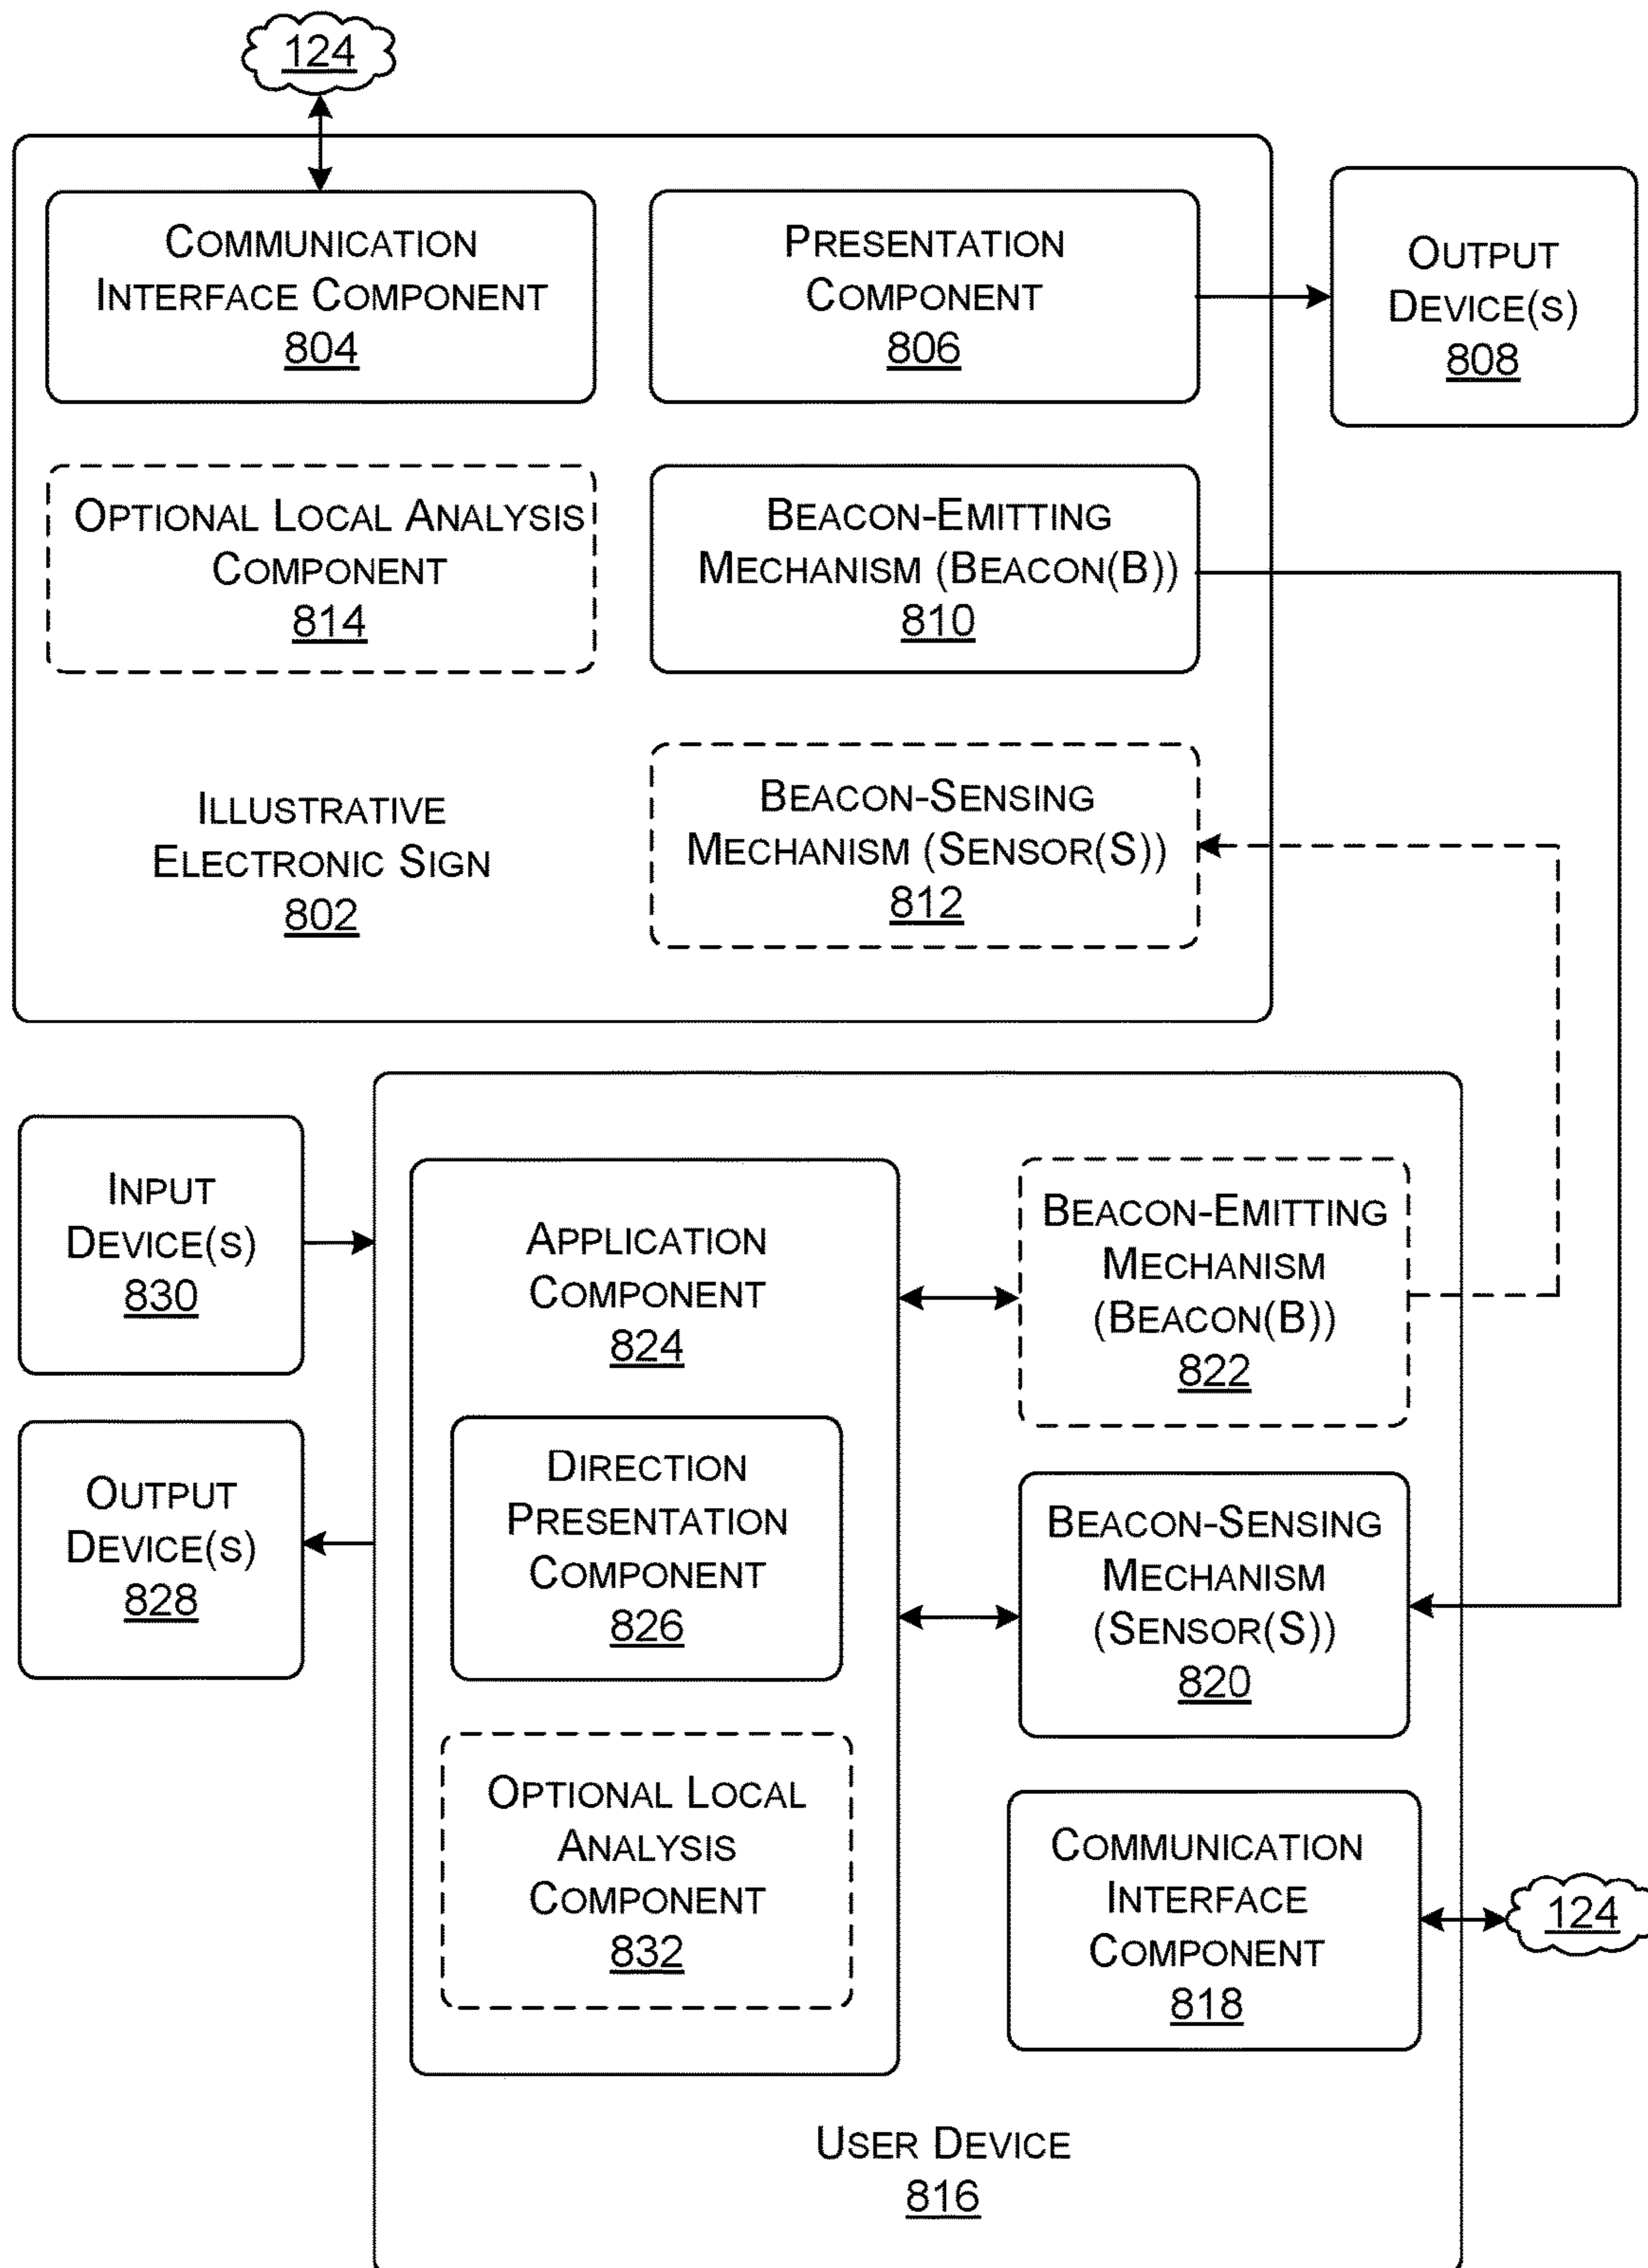 124
COMMUNICATION
INTERFACE COMPONENT
804
PRESENTATION
COMPONENT
806
OUTPUT
DEVICE(S)
808
OPTIONAL LOCAL ANALYSIS
COMPONENT
814
BEACON-EMITTING
MECHANISM (BEACON(B))
810
ILLUSTRATIVE
ELECTRONIC SIGN
802
BEACON-SENSING
MECHANISM (SENSOR(S))
812
INPUT
DEVICE(S)
830
OUTPUT
DEVICE(S)
828
APPLICATION
COMPONENT
824
DIRECTION
PRESENTATION
COMPONENT
826
OPTIONAL LOCAL
ANALYSIS
COMPONENT
832
BEACON-EMITTING
MECHANISM
(BEACON(B))
822
BEACON-SENSING
MECHANISM
(SENSOR(S))
820
COMMUNICATION
INTERFACE
COMPONENT
818
124
USER DEVICE
816